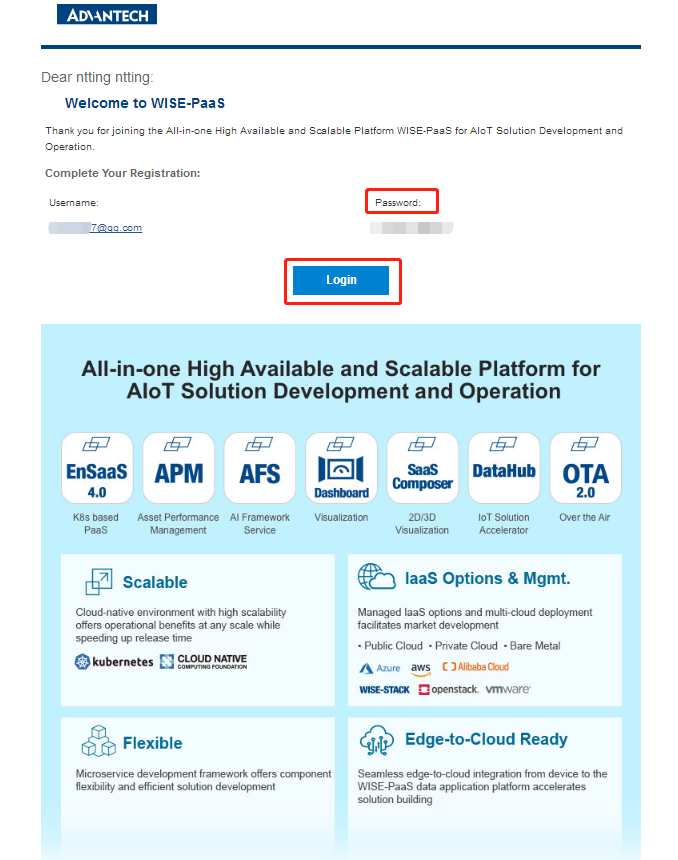 ADVANTECH
Dear ntting ntting:
Welcome to WISE-PaaS
Thank you for joining the All-in-one High Available and Scalable Platform WISE-PaaS for AIoT Solution Development and
Operation.
Complete Your Registration:
Username: Password:
7@qq.com
Login
All-in-one High Available and Scalable Platform for
AIoT Solution Development and Operation
EnSaaS 4.0
APM
AFS
Dashboard
SaaS Composer
DataHub
OTA 2.0
K8s based PaaS
Asset Performance Management
AI Framework Service
Visualization
2D/3D Visualization
IoT Solution Accelerator
Over the Air
Scalable
Cloud-native environment with high scalability
offers operational benefits at any scale while
speeding up release time
kubernetes CLOUD NATIVE COMPUTING FOUNDATION
IaaS Options & Mgmt.
Managed IaaS options and multi-cloud deployment
facilitates market development
• Public Cloud • Private Cloud • Bare Metal
Azure aws Alibaba Cloud
WISE-STACK openstack. vmware
Flexible
Microservice development framework offers component
flexibility and efficient solution development
Edge-to-Cloud Ready
Seamless edge-to-cloud integration from device to the
WISE-PaaS data application platform accelerates
solution building